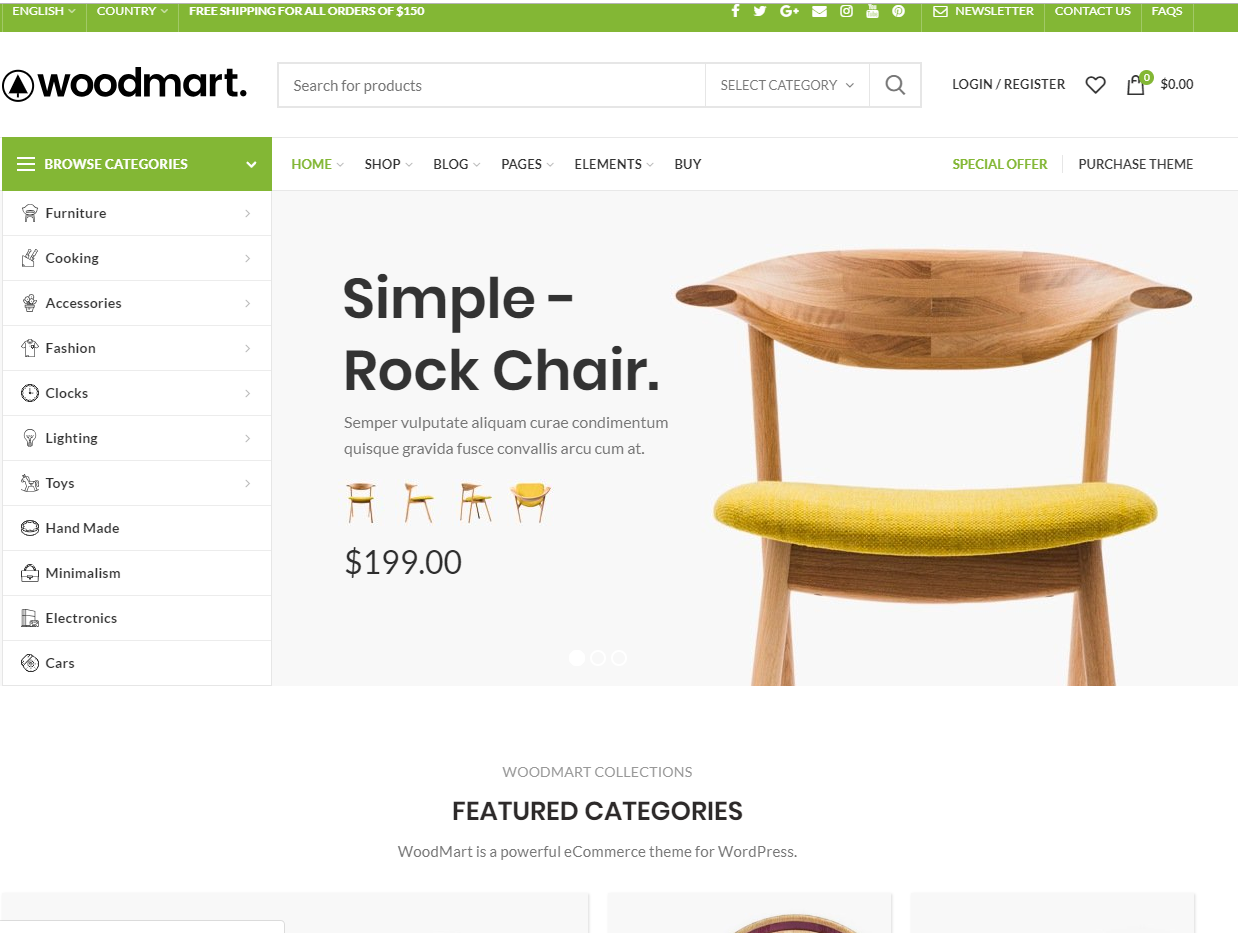 ENGLISH COUNTRY FREE SHIPPING FOR ALL ORDERS OF $150 G+ NEWSLETTER CONTACT US FAQS
woodmart. Search for products SELECT CATEGORY LOGIN / REGISTER 0 $0.00
BROWSE CATEGORIES HOME SHOP BLOG PAGES ELEMENTS BUY SPECIAL OFFER PURCHASE THEME
Furniture
Cooking
Accessories
Fashion
Clocks
Lighting
Toys
Hand Made
Minimalism
Electronics
Cars
Simple -
Rock Chair.
Semper vulputate aliquam curae condimentum
quisque gravida fusce convallis arcu cum at.
$199.00
WOODMART COLLECTIONS
FEATURED CATEGORIES
WoodMart is a powerful eCommerce theme for WordPress.